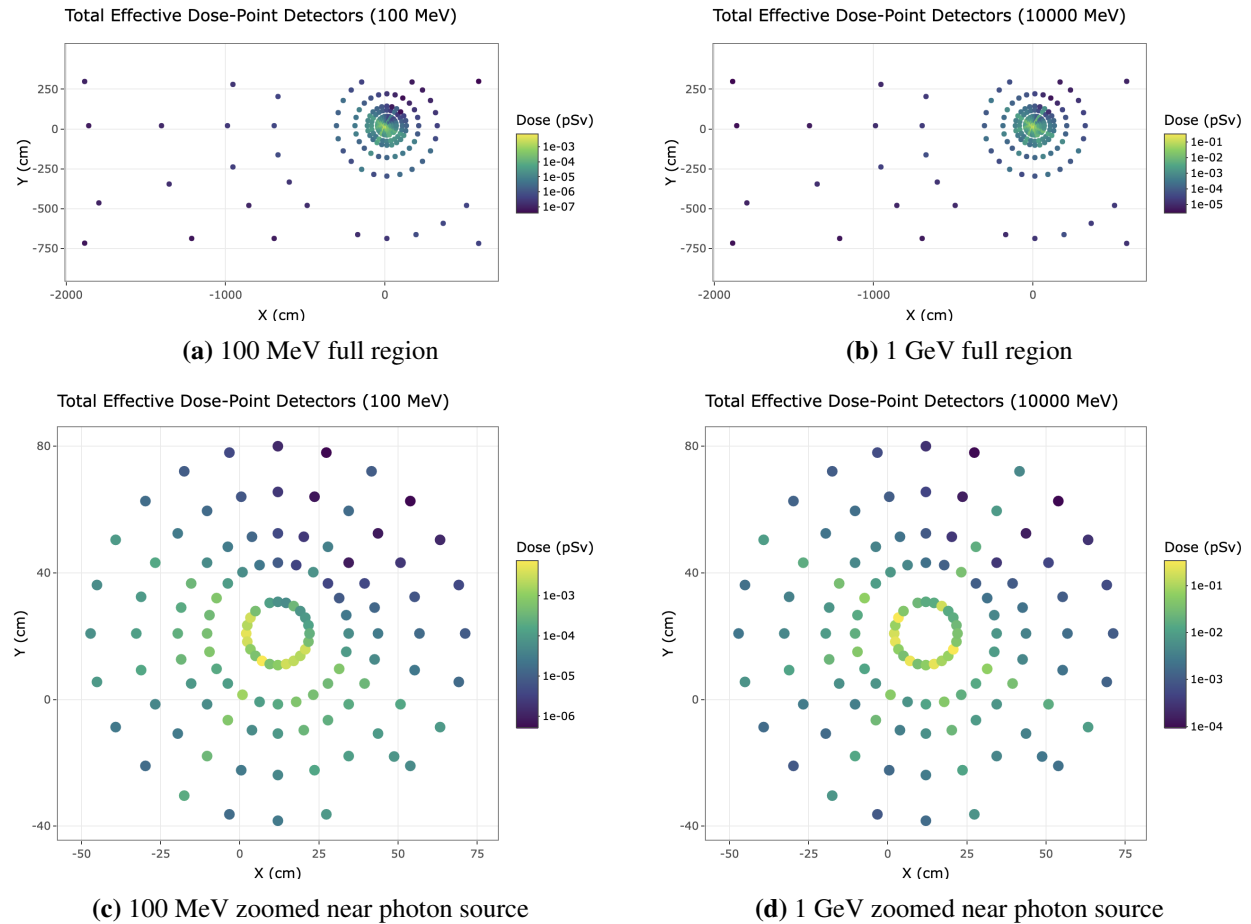 Total Effective Dose-Point Detectors (100 MeV)
Y (cm)
250
0
-250
-500
-750
-2000
-1000
0
X (cm)
Dose (pSv)
1e-03
1e-04
1e-05
1e-06
1e-07
(a) 100 MeV full region
Total Effective Dose-Point Detectors (10000 MeV)
Y (cm)
250
0
-250
-500
-750
-2000
-1000
0
X (cm)
Dose (pSv)
1e-01
1e-02
1e-03
1e-04
1e-05
(b) 1 GeV full region
Total Effective Dose-Point Detectors (100 MeV)
Y (cm)
80
40
0
-40
-50
-25
0
25
50
75
X (cm)
Dose (pSv)
1e-03
1e-04
1e-05
1e-06
(c) 100 MeV zoomed near photon source
Total Effective Dose-Point Detectors (10000 MeV)
Y (cm)
80
40
0
-40
-50
-25
0
25
50
75
X (cm)
Dose (pSv)
1e-01
1e-02
1e-03
1e-04
(d) 1 GeV zoomed near photon source